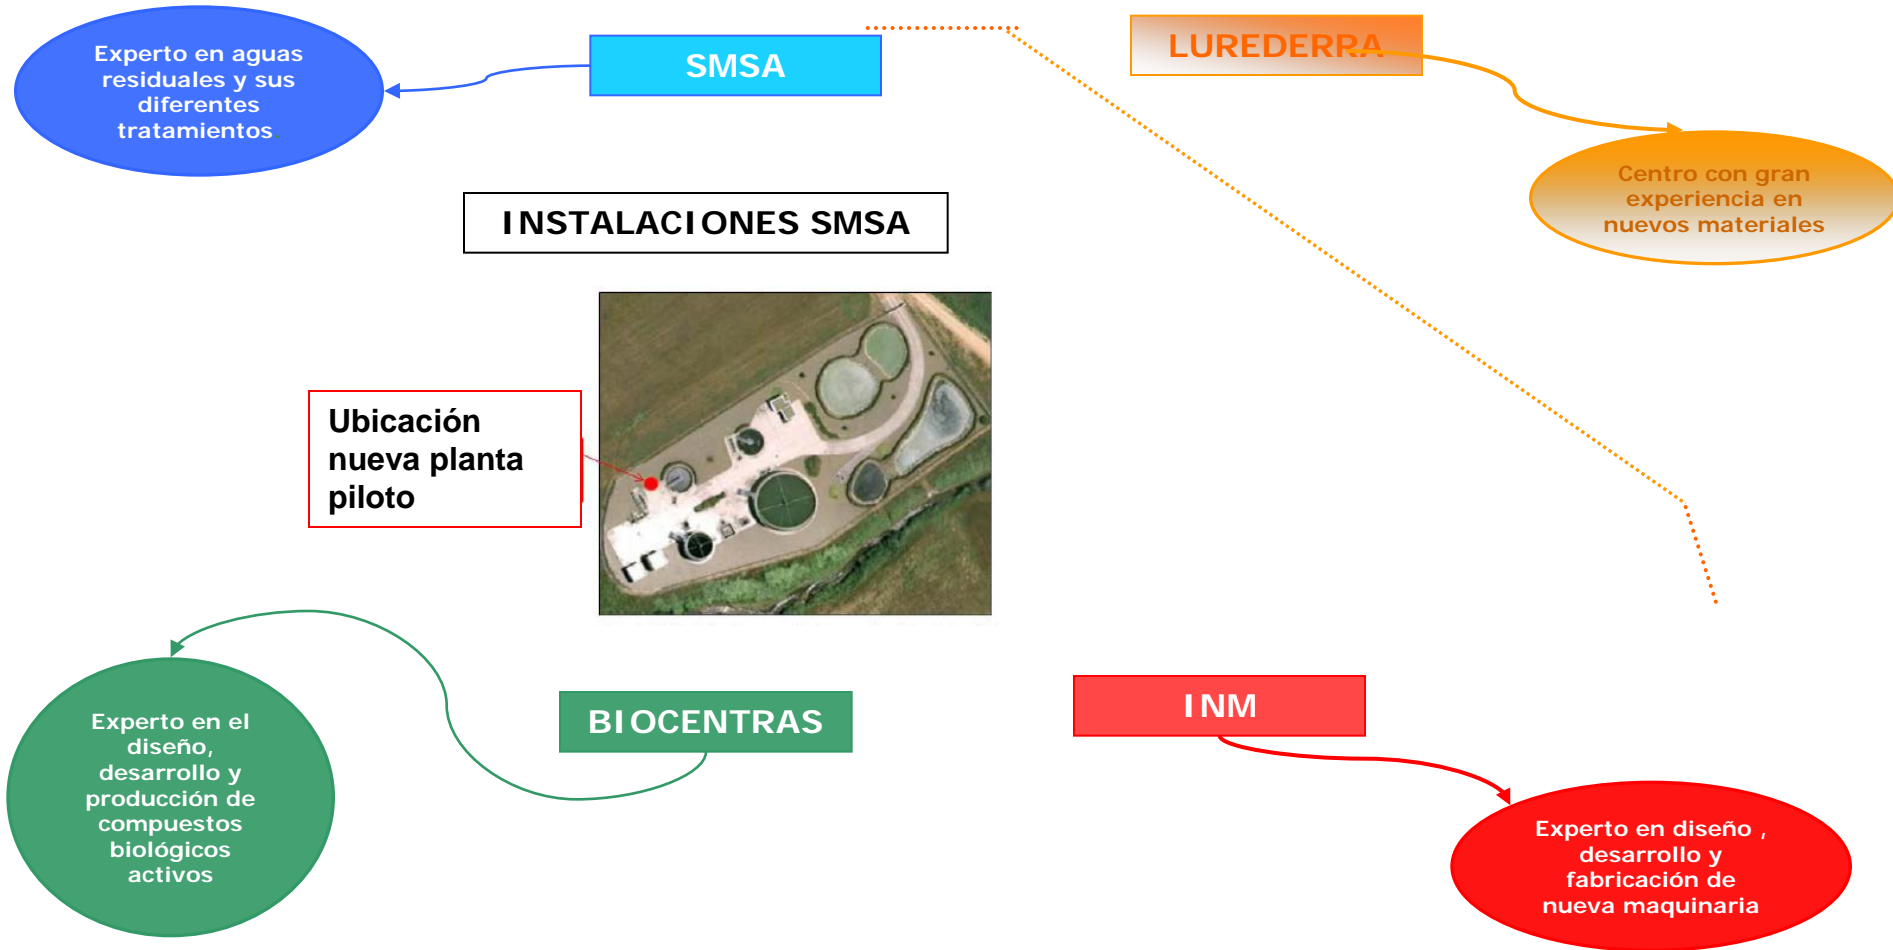 SMSA
Experto en aguas
residuales y sus
diferentes
tratamientos
LUREDERRA
Centro con gran
experiencia en
nuevos materiales
INSTALACIONES SMSA
Ubicación
nueva planta
piloto
BIOCENTRAS
Experto en el
diseño,
desarrollo y
producción de
compuestos
biológicos
activos
INM
Experto en diseño ,
desarrollo y
fabricación de
nueva maquinaria